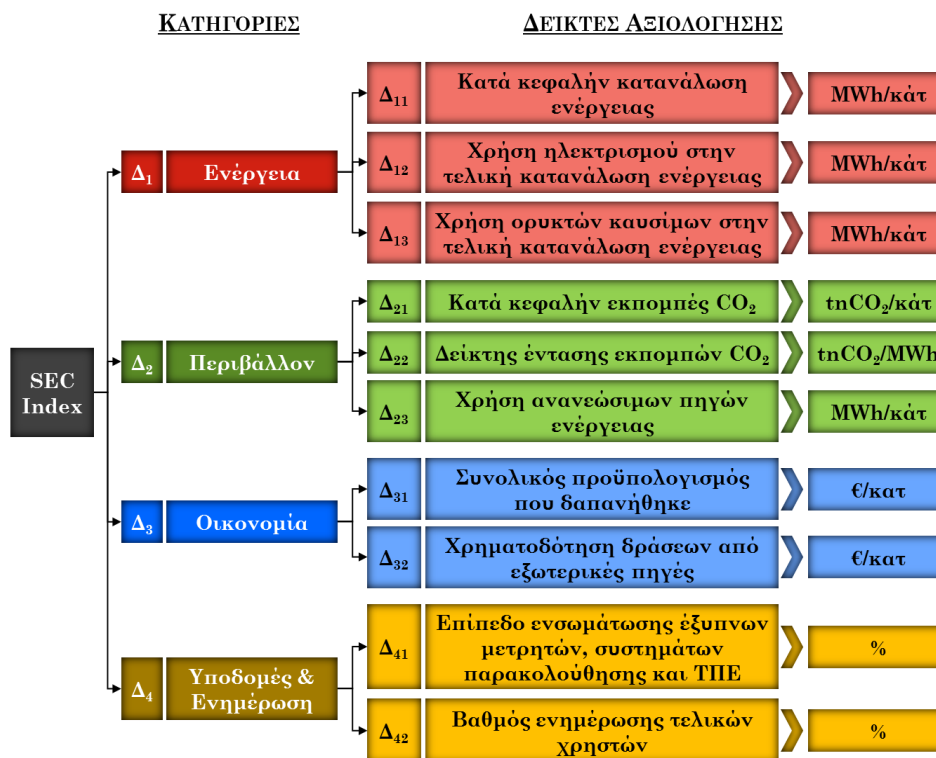 ΚΑΤΗΓΟΡΙΕΣ
ΔΕΊΚΤΕΣ ΑΞΙΟΛΌΓΗΣΗΣ
SEC
Index
Δ₁
Ενέργεια
Δ₁₁
Κατά κεφαλήν κατανάλωση
ενέργειας
MWh/κάτ
Δ₁₂
Χρήση ηλεκτρισμού στην
τελική κατανάλωση ενέργειας
MWh/κάτ
Δ₁₃
Χρήση ορυκτών καυσίμων στην
τελική κατανάλωση ενέργειας
MWh/κάτ
Δ₂
Περιβάλλον
Δ₂₁
Κατά κεφαλήν εκπομπές CO₂
tnCO₂/κάτ
Δ₂₂
Δείκτης έντασης εκπομπών CO₂
tnCO₂/MWh
Δ₂₃
Χρήση ανανεώσιμων πηγών
ενέργειας
MWh/κάτ
Δ₃
Οικονομία
Δ₃₁
Συνολικός προϋπολογισμός
που δαπανήθηκε
€/κατ
Δ₃₂
Χρηματοδότηση δράσεων από
εξωτερικές πηγές
€/κατ
Δ₄
Υποδομές &
Ενημέρωση
Δ₄₁
Επίπεδο ενσωμάτωσης έξυπνων
μετρητών, συστημάτων
παρακολούθησης και ΤΠΕ
%
Δ₄₂
Βαθμός ενημέρωσης τελικών
χρηστών
%